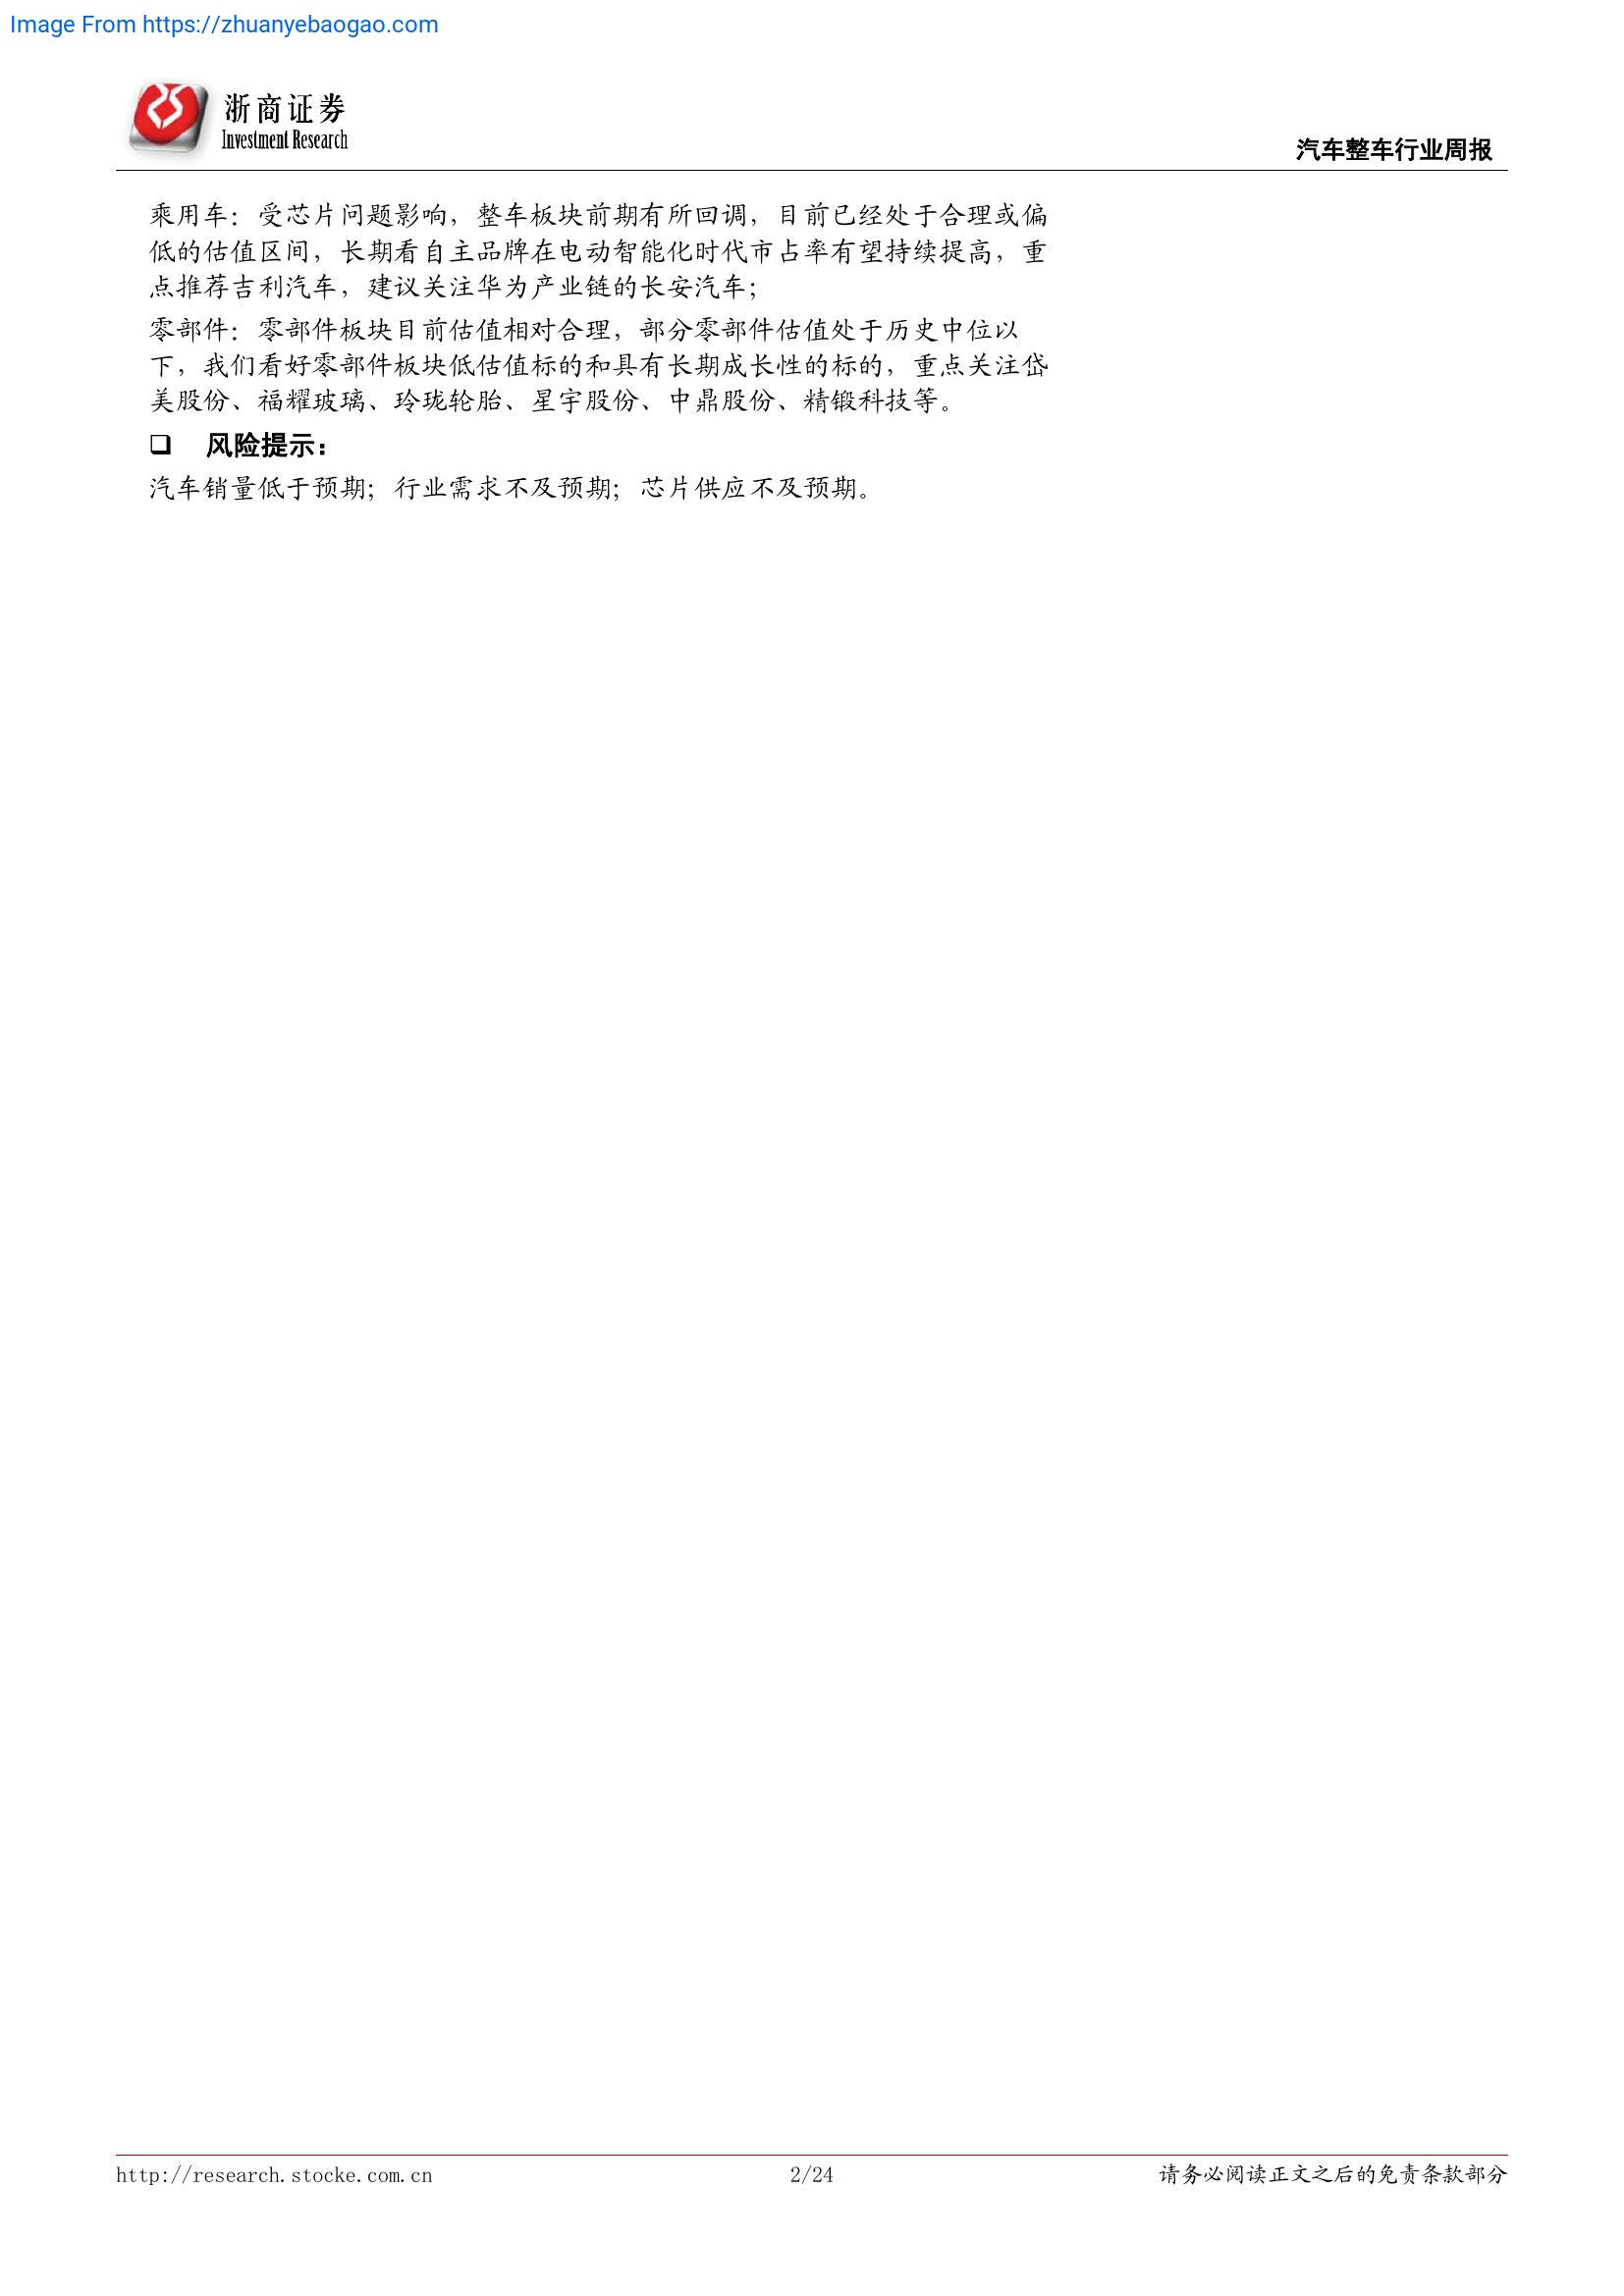 Image From https://zhuanyebaogao.com
浙商证券
Investment Research
汽车整车行业周报
乘用车：受芯片问题影响，整车板块前期有所回调，目前已经处于合理或偏
低的估值区间，长期看自主品牌在电动智能化时代市占率有望持续提高，重
点推荐吉利汽车，建议关注华为产业链的长安汽车；
零部件：零部件板块目前估值相对合理，部分零部件估值处于历史中位以
下，我们看好零部件板块低估值标的和具有长期成长性的标的，重点关注岱
美股份、福耀玻璃、玲珑轮胎、星宇股份、中鼎股份、精锻科技等。
❑ 风险提示：
汽车销量低于预期；行业需求不及预期；芯片供应不及预期。
http://research.stocke.com.cn
2/24
请务必阅读正文之后的免责条款部分